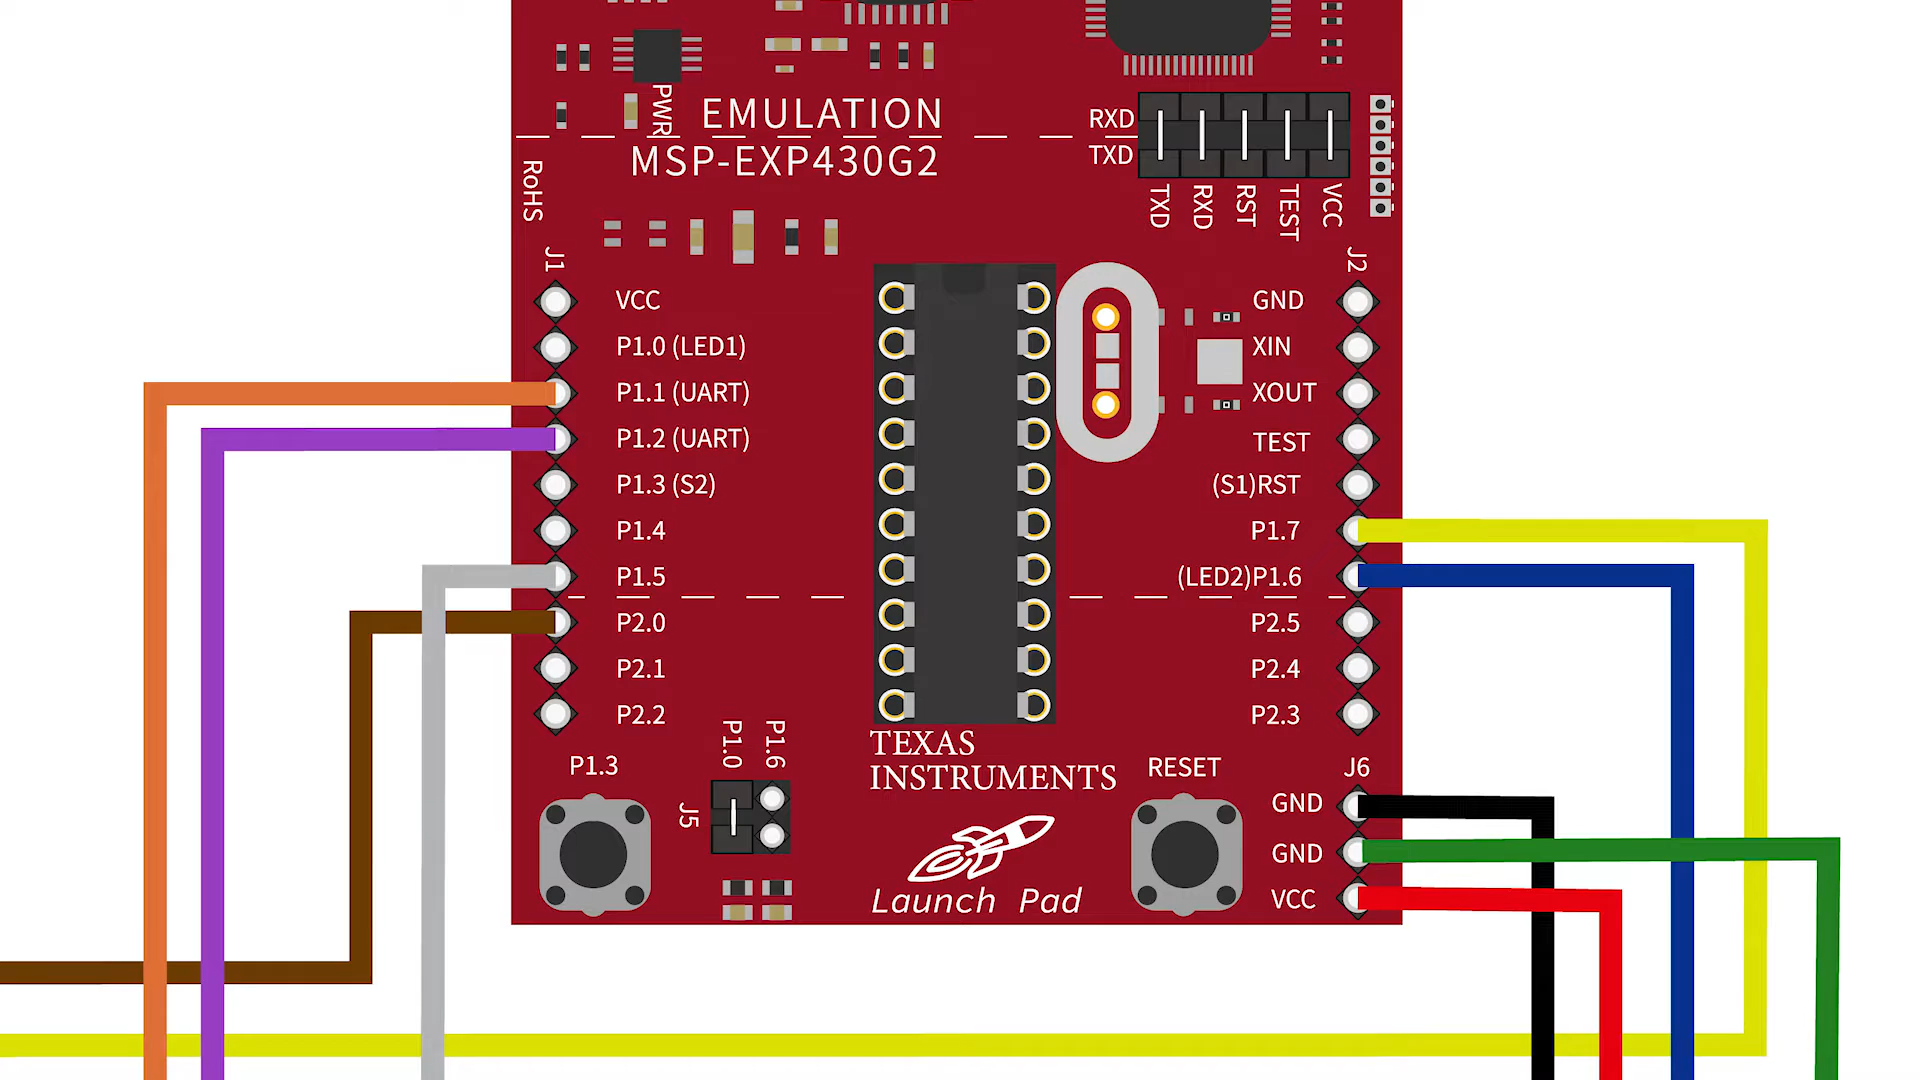 PWR
EMULATION
MSP-EXP430G2
RoHS
RXD
TXD
TXD
RXD
RST
TEST
VCC
J1
VCC
P1.0 (LED1)
P1.1 (UART)
P1.2 (UART)
P1.3 (S2)
P1.4
P1.5
P2.0
P2.1
P2.2
J2
GND
XIN
XOUT
TEST
(S1)RST
P1.7
(LED2)P1.6
P2.5
P2.4
P2.3
P1.3
P1.0
P1.6
J5
TEXAS
INSTRUMENTS
Launch Pad
RESET
J6
GND
GND
VCC